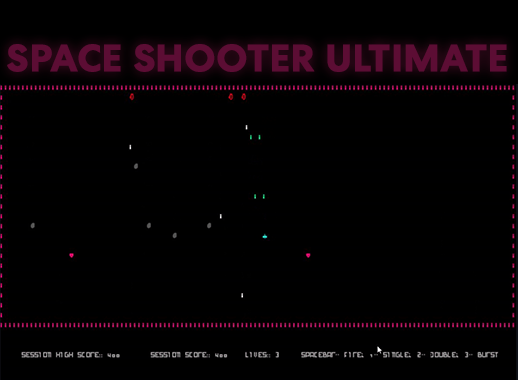 SPACE SHOOTER ULTIMATE
SESSION HIGH SCORE: 400 SESSION SCORE: 400 LIVES: 3 SPACEBAR- FIRE, 1- SINGLE, 2- DOUBLE, 3- BURST